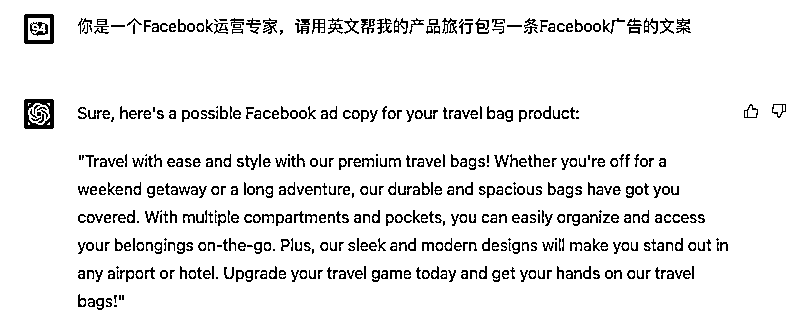 你是一个Facebook运营专家，请用英文帮我的产品旅行包写一条Facebook广告的文案
Sure, here's a possible Facebook ad copy for your travel bag product:
"Travel with ease and style with our premium travel bags! Whether you're off for a
weekend getaway or a long adventure, our durable and spacious bags have got you
covered. With multiple compartments and pockets, you can easily organize and access
your belongings on-the-go. Plus, our sleek and modern designs will make you stand out in
any airport or hotel. Upgrade your travel game today and get your hands on our travel
bags!"